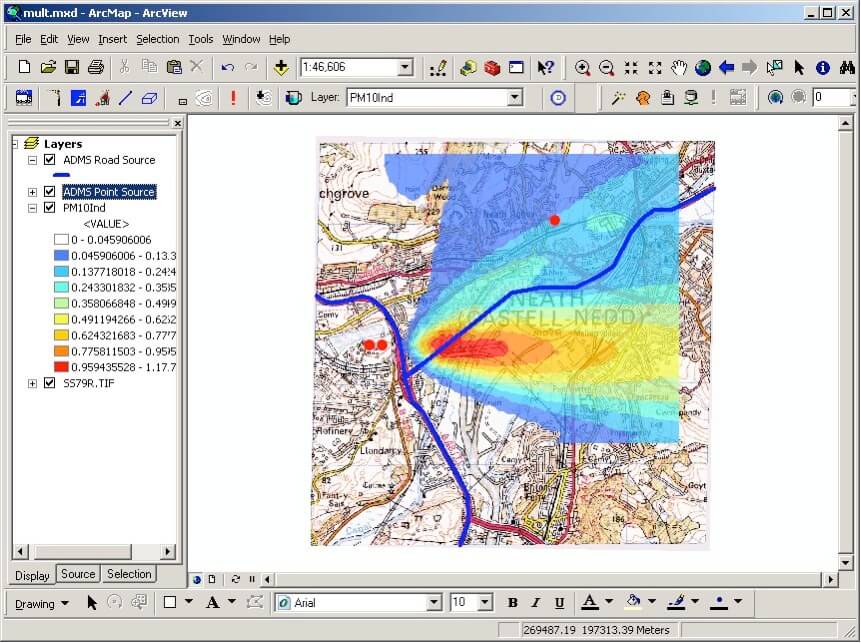 mult.mxd - ArcMap - ArcView
File Edit View Insert Selection Tools Window Help
1:46,606
Layer: PM10Ind
0
Layers
ADMS Road Source
ADMS Point Source
PM10Ind
<VALUE>
0 - 0.045906006
0.045906006 - 0.13.3
0.137718018 - 0.24:4
0.243301832 - 0.35:5
0.358066848 - 0.49:9
0.491194266 - 0.62:2
0.624321683 - 0.77:7
0.775811503 - 0.95:5
0.959435528 - 1.17.7
SS79R.TIF
chgrove
NEATH
CASTELL-NEDD
Refinery
Llandarcy
Display Source Selection
Drawing A Arial 10 B I U A
269487.19 197313.39 Meters